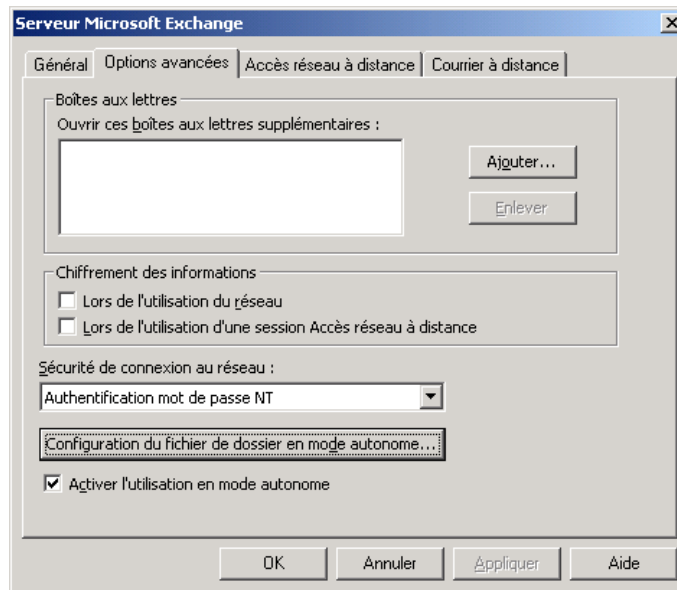 Serveur Microsoft Exchange
Général
Options avancées
Accès réseau à distance
Courrier à distance
Boîtes aux lettres
Ouvrir ces boîtes aux lettres supplémentaires :
Ajouter...
Enlever
Chiffrement des informations
Lors de l'utilisation du réseau
Lors de l'utilisation d'une session Accès réseau à distance
Sécurité de connexion au réseau :
Authentification mot de passe NT
Configuration du fichier de dossier en mode autonome...
Activer l'utilisation en mode autonome
OK
Annuler
Appliquer
Aide